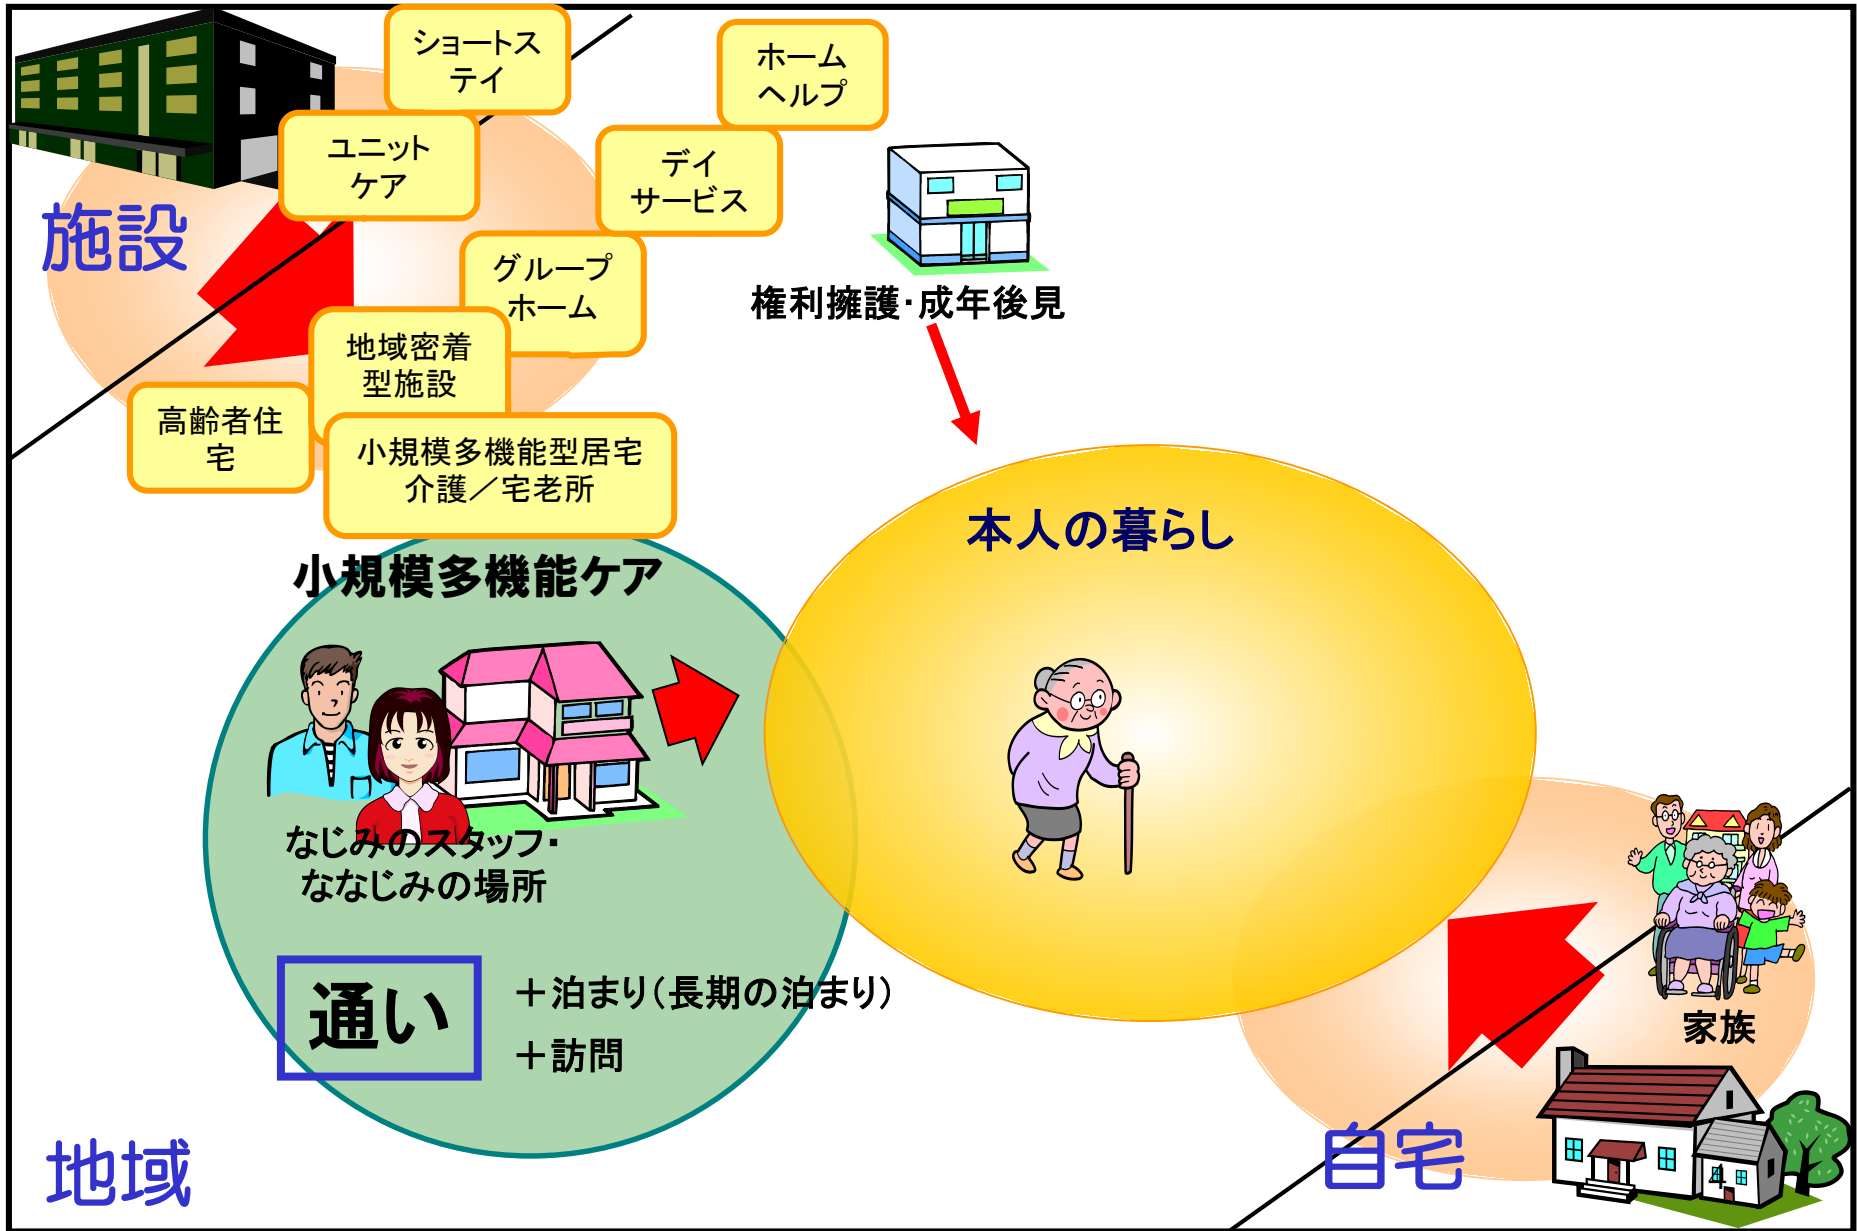 ショートス
テイ
ホーム
ヘルプ
ユニット
ケア
デイ
サービス
施設
グループ
ホーム
権利擁護・成年後見
地域密着
型施設
高齢者住
宅
小規模多機能型居宅
介護／宅老所
本人の暮らし
小規模多機能ケア
なじみのスタッフ・
ななじみの場所
通い
＋泊まり（長期の泊まり）
＋訪問
家族
自宅
地域